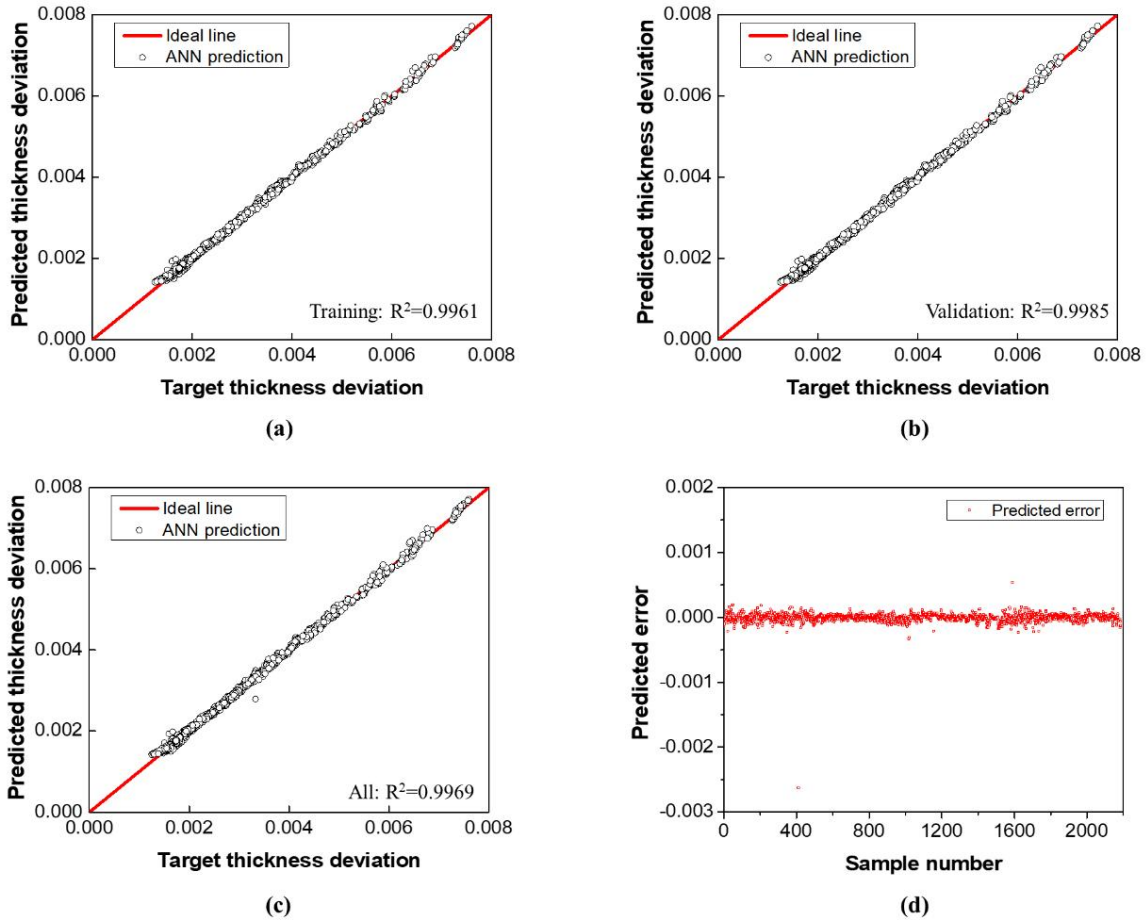 0.008
0.006
0.004
0.002
0.000
Predicted thickness deviation
Ideal line
ANN prediction
Training: R²=0.9961
0.000 0.002 0.004 0.006 0.008
Target thickness deviation
(a)
0.008
0.006
0.004
0.002
0.000
Predicted thickness deviation
Ideal line
ANN prediction
Validation: R²=0.9985
0.000 0.002 0.004 0.006 0.008
Target thickness deviation
(b)
0.008
0.006
0.004
0.002
0.000
Predicted thickness deviation
Ideal line
ANN prediction
All: R²=0.9969
0.000 0.002 0.004 0.006 0.008
Target thickness deviation
(c)
0.002
0.001
0.000
-0.001
-0.002
-0.003
Predicted error
Predicted error
0 400 800 1200 1600 2000
Sample number
(d)